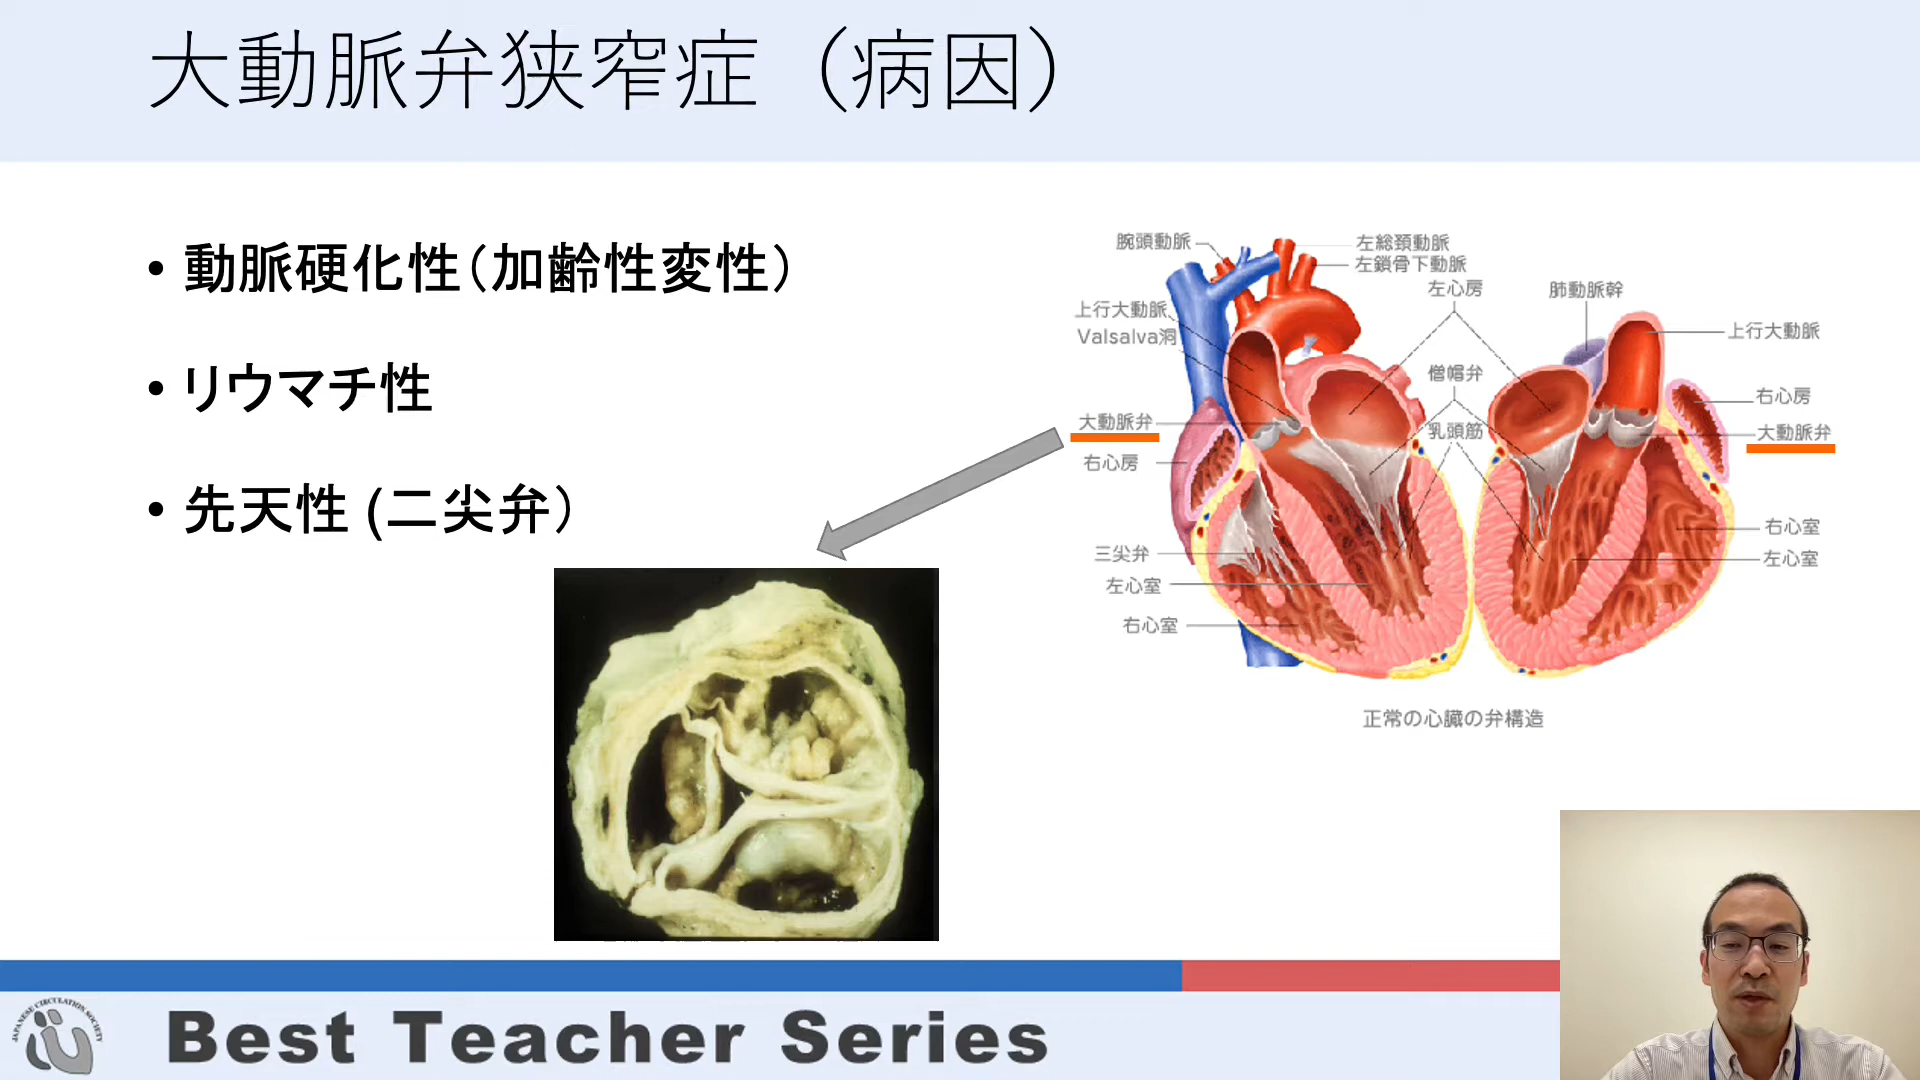 大動脈弁狭窄症（病因）
• 動脈硬化性（加齢性変性）
• リウマチ性
• 先天性 (二尖弁）
腕頭動脈
左総頚動脈
左鎖骨下動脈
左心房
肺動脈幹
上行大動脈
Valsalva洞
上行大動脈
僧帽弁
右心房
大動脈弁
乳頭筋
大動脈弁
右心房
三尖弁
右心室
左心室
左心室
右心室
正常の心臓の弁構造
JAPANESE CIRCULATION SOCIETY
Best Teacher Series